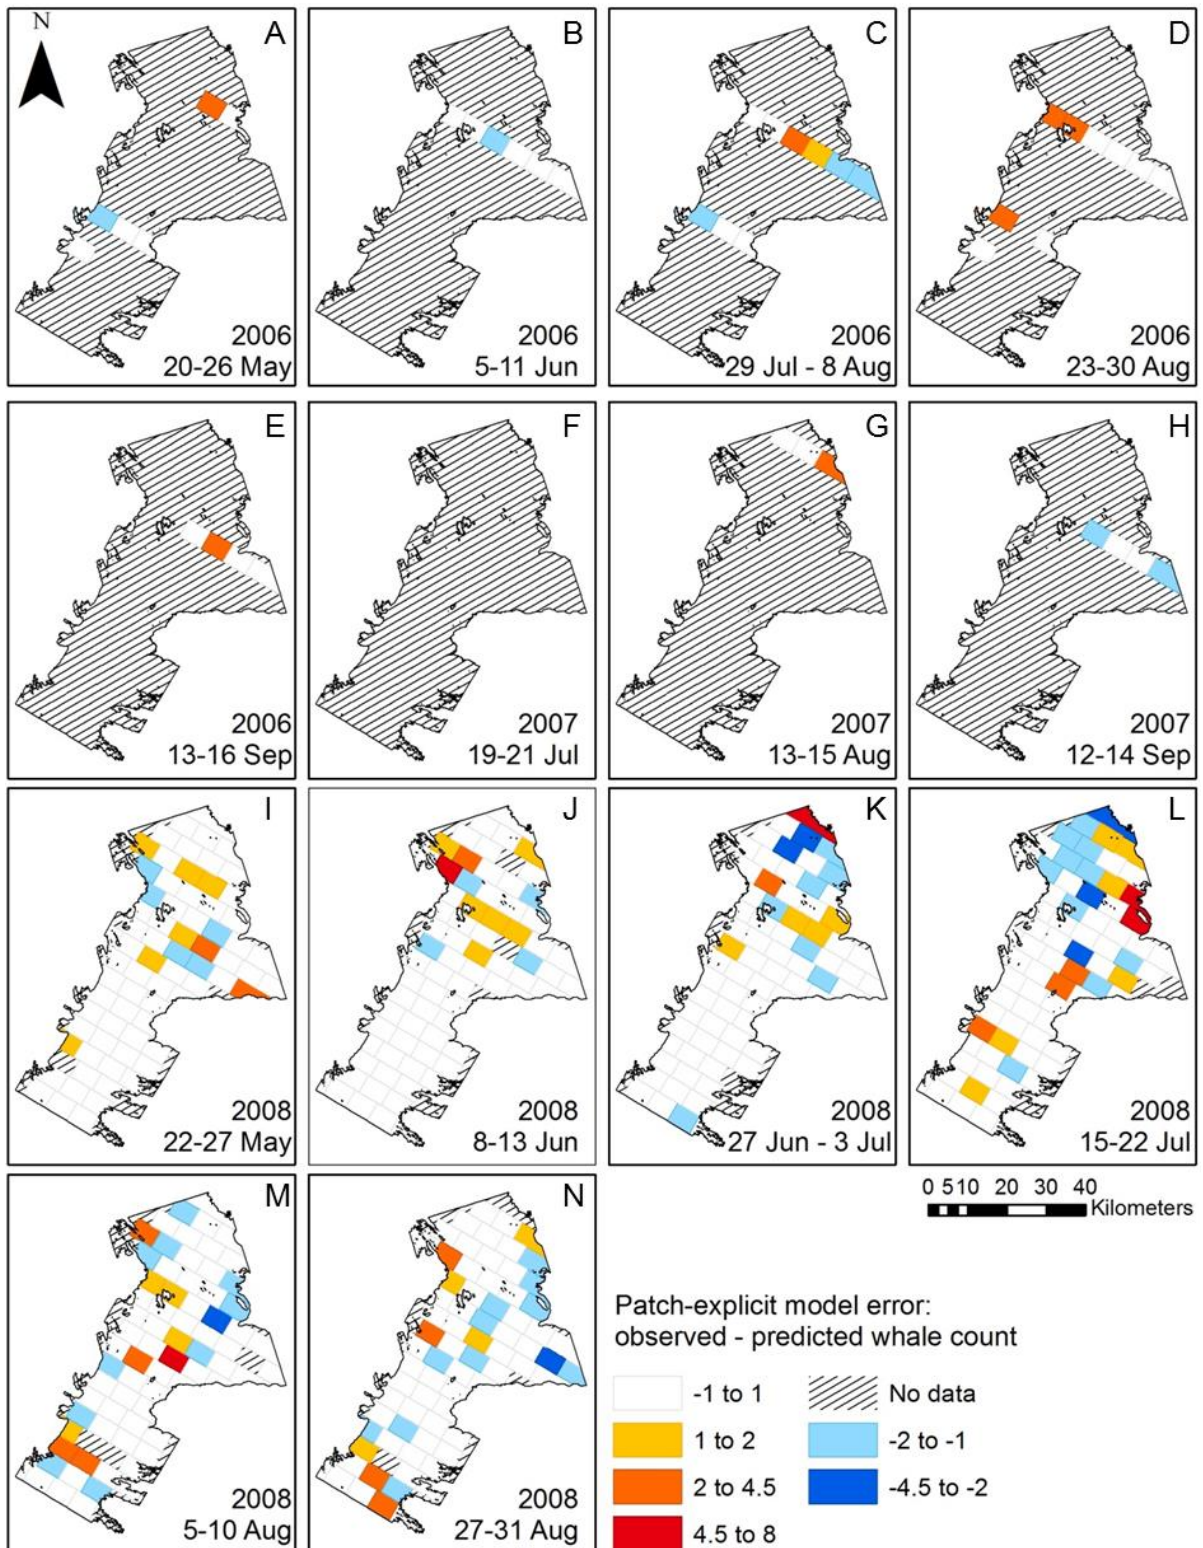 N
A
2006
20-26 May
B
2006
5-11 Jun
C
2006
29 Jul - 8 Aug
D
2006
23-30 Aug
E
2006
13-16 Sep
F
2007
19-21 Jul
G
2007
13-15 Aug
H
2007
12-14 Sep
I
2008
22-27 May
J
2008
8-13 Jun
K
2008
27 Jun - 3 Jul
L
2008
15-22 Jul
M
2008
5-10 Aug
N
2008
27-31 Aug
0 5 10 20 30 40
Kilometers
Patch-explicit model error:
observed - predicted whale count
-1 to 1
No data
1 to 2
-2 to -1
2 to 4.5
-4.5 to -2
4.5 to 8